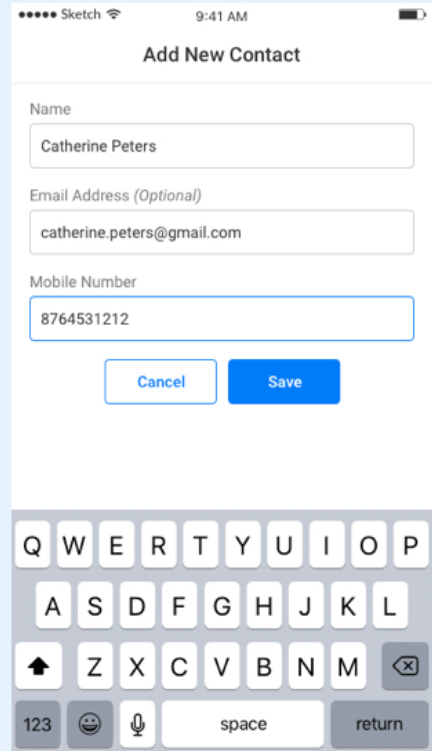 Sketch 9:41 AM
Add New Contact
Name
Catherine Peters
Email Address (Optional)
catherine.peters@gmail.com
Mobile Number
8764531212
Cancel Save
Q W E R T Y U I O P
A S D F G H J K L
Z X C V B N M
123 space return